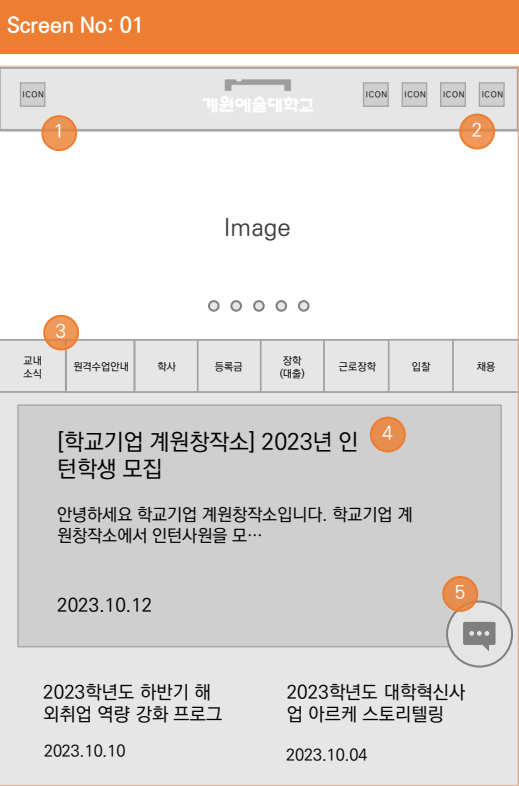 Screen No: 01
ICON
계원예술대학교
ICON ICON ICON ICON
1
2
Image
3
교내
소식
원격수업안내
학사
등록금
장학
(대출)
근로장학
입찰
채용
[학교기업 계원창작소] 2023년 인
턴학생 모집
4
안녕하세요 학교기업 계원창작소입니다. 학교기업 계
원창작소에서 인턴사원을 모…
2023.10.12
5
2023학년도 하반기 해
외취업 역량 강화 프로그
2023.10.10
2023학년도 대학혁신사
업 아르케 스토리텔링
2023.10.04